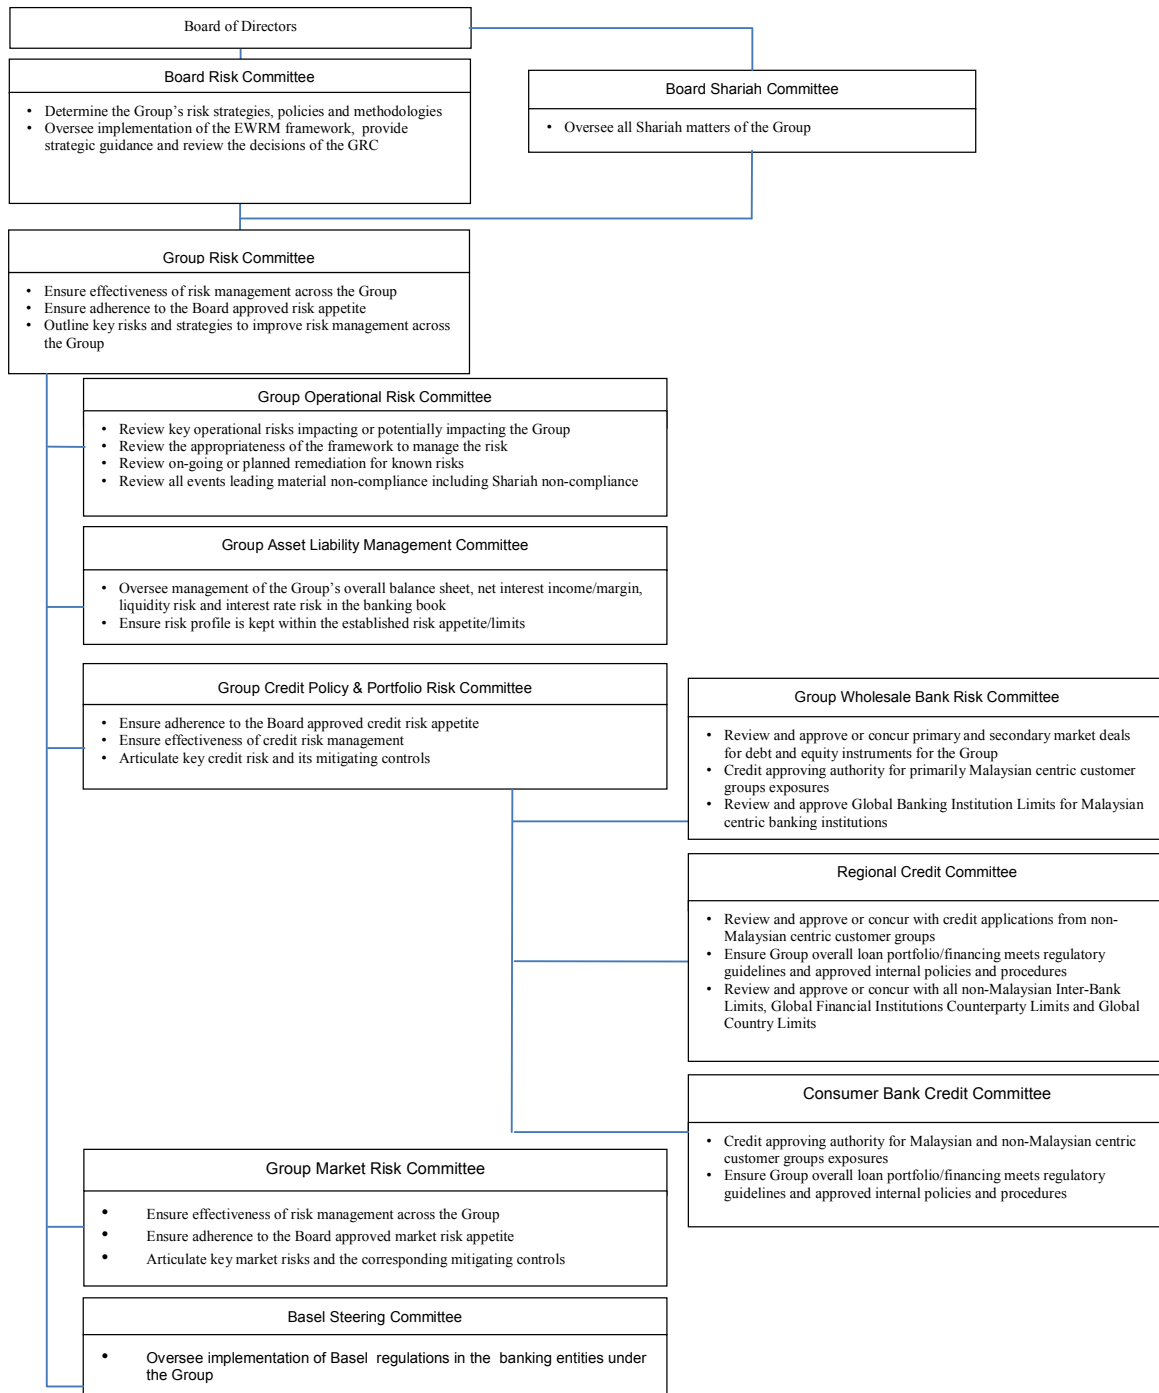 Board of Directors
Board Risk Committee
• Determine the Group's risk strategies, policies and methodologies
• Oversee implementation of the EWRM framework, provide
strategic guidance and review the decisions of the GRC
Board Shariah Committee
• Oversee all Shariah matters of the Group
Group Risk Committee
• Ensure effectiveness of risk management across the Group
• Ensure adherence to the Board approved risk appetite
• Outline key risks and strategies to improve risk management across
the Group
Group Operational Risk Committee
• Review key operational risks impacting or potentially impacting the Group
• Review the appropriateness of the framework to manage the risk
• Review on-going or planned remediation for known risks
• Review all events leading material non-compliance including Shariah non-compliance
Group Asset Liability Management Committee
• Oversee management of the Group's overall balance sheet, net interest income/margin,
liquidity risk and interest rate risk in the banking book
• Ensure risk profile is kept within the established risk appetite/limits
Group Credit Policy & Portfolio Risk Committee
• Ensure adherence to the Board approved credit risk appetite
• Ensure effectiveness of credit risk management
• Articulate key credit risk and its mitigating controls
Group Wholesale Bank Risk Committee
• Review and approve or concur primary and secondary market deals
for debt and equity instruments for the Group
• Credit approving authority for primarily Malaysian centric customer
groups exposures
• Review and approve Global Banking Institution Limits for Malaysian
centric banking institutions
Regional Credit Committee
• Review and approve or concur with credit applications from non-
Malaysian centric customer groups
• Ensure Group overall loan portfolio/financing meets regulatory
guidelines and approved internal policies and procedures
• Review and approve or concur with all non-Malaysian Inter-Bank
Limits, Global Financial Institutions Counterparty Limits and Global
Country Limits
Consumer Bank Credit Committee
• Credit approving authority for Malaysian and non-Malaysian centric
customer groups exposures
• Ensure Group overall loan portfolio/financing meets regulatory
guidelines and approved internal policies and procedures
Group Market Risk Committee
• Ensure effectiveness of risk management across the Group
• Ensure adherence to the Board approved market risk appetite
• Articulate key market risks and the corresponding mitigating controls
Basel Steering Committee
• Oversee implementation of Basel regulations in the banking entities under
the Group